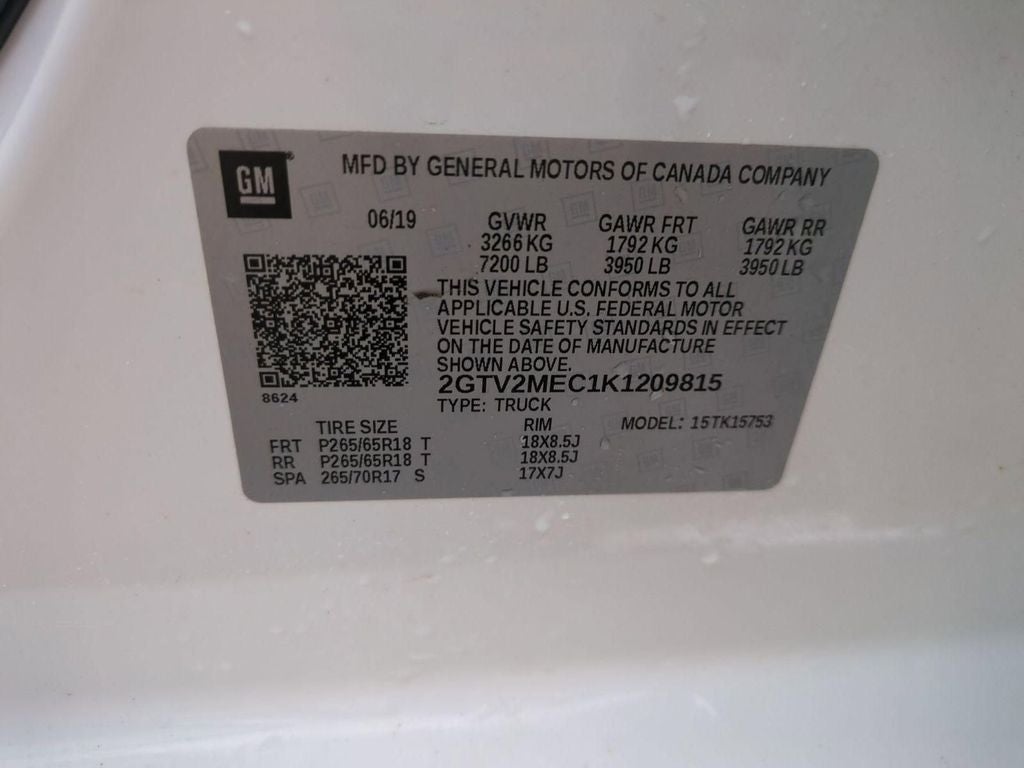 GM
MFD BY GENERAL MOTORS OF CANADA COMPANY
06/19 GVWR GAWR FRT GAWR RR
3266 KG 1792 KG 1792 KG
7200 LB 3950 LB 3950 LB
THIS VEHICLE CONFORMS TO ALL
APPLICABLE U.S. FEDERAL MOTOR
VEHICLE SAFETY STANDARDS IN EFFECT
ON THE DATE OF MANUFACTURE
SHOWN ABOVE.
2GTV2MEC1K1209815
8624
TYPE: TRUCK
TIRE SIZE RIM MODEL: 15TK15753
FRT P265/65R18 T 18X8.5J
RR P265/65R18 T 18X8.5J
SPA 265/70R17 S 17X7J